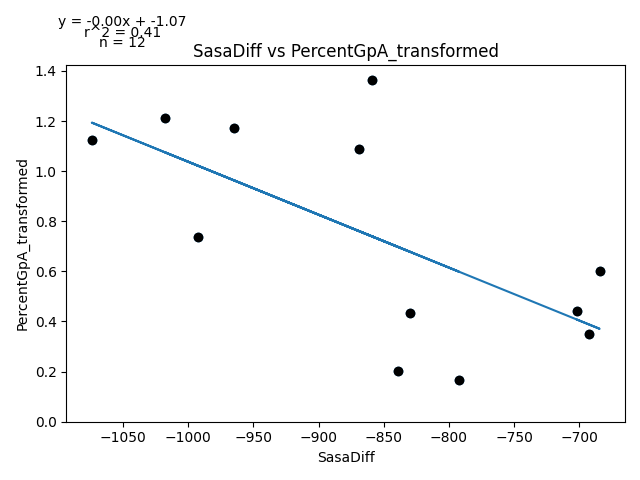 y = -0.00x + -1.07
r^2 = 0.41
n = 12
SasaDiff vs PercentGpA_transformed
1.4
1.2
1.0
0.8
0.6
0.4
0.2
0.0
PercentGpA_transformed
−1050
−1000
−950
−900
−850
−800
−750
−700
SasaDiff